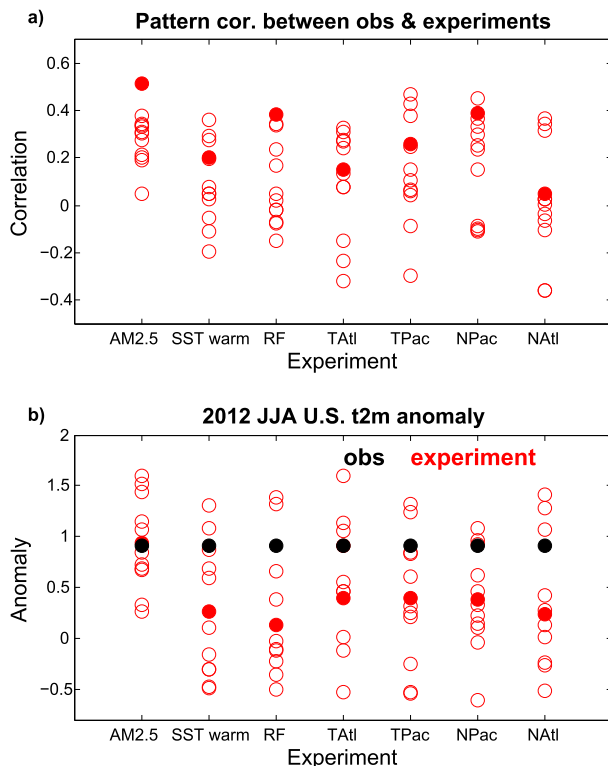 a)
Pattern cor. between obs & experiments
0.6
0.4
0.2
0
−0.2
−0.4
Correlation
AM2.5 SST warm RF TAtl TPac NPac NAtl
Experiment
b)
2012 JJA U.S. t2m anomaly
obs experiment
2
1.5
1
0.5
0
−0.5
Anomaly
AM2.5 SST warm RF TAtl TPac NPac NAtl
Experiment